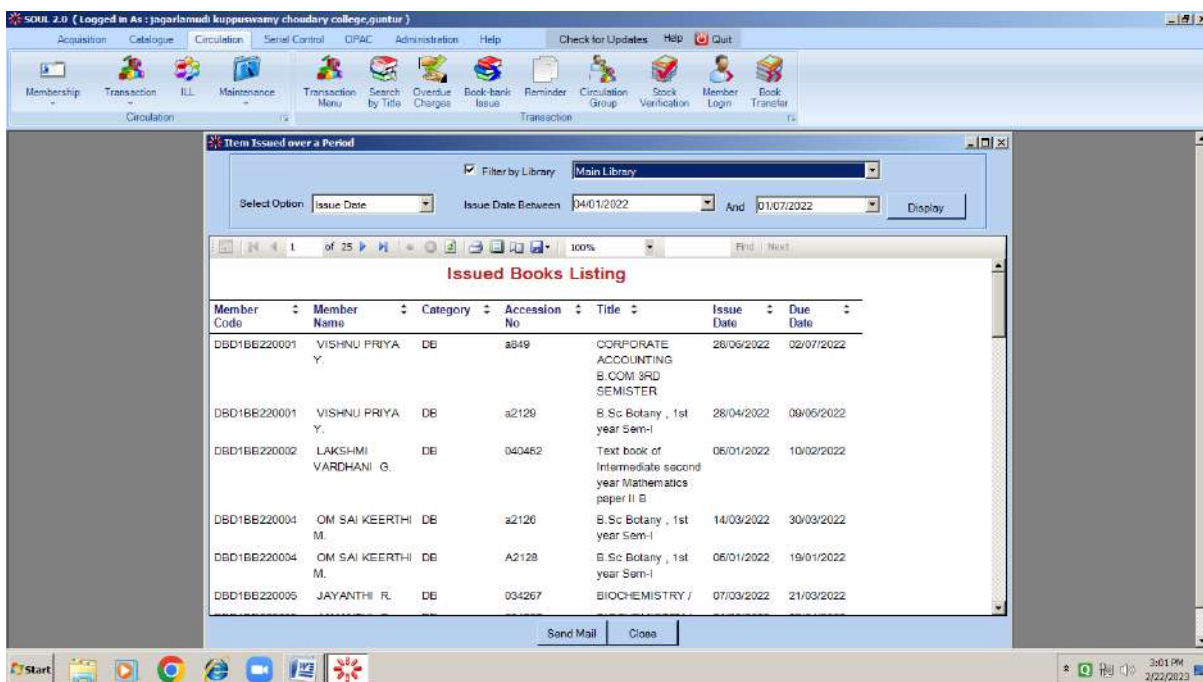 SOUL 2.0 ( Logged in As : jagarlamudi kuppuswamy choudary college,guntur )
Acquisition Catalogue Circulation Serial Control OPAC Administration Help Check for Updates Help Quit
Membership Transaction ILL Maintenance Transaction Menu Search by Title Overdue Charges Book-bank Issue Reminder Circulation Group Stock Verification Member Login Book Transfer
Circulation Transaction
Item Issued over a Period
Filter by Library Main Library
Select Option Issue Date Issue Date Between 04/01/2022 And 01/07/2022 Display
1 of 25 100% Find Next
Issued Books Listing
Member Code Member Name Category Accession No Title Issue Date Due Date
DBD1BB220001 VISHNU PRIYA DB a849 CORPORATE 28/06/2022 02/07/2022
Y. ACCOUNTING
B.COM 3RD
SEMISTER
DBD1BB220001 VISHNU PRIYA DB a2129 B.Sc Botany , 1st 28/04/2022 09/05/2022
Y. year Sem-I
DBD1BB220002 LAKSHMI DB 040462 Text book of 06/01/2022 10/02/2022
VARDHANI G. Intermediate second
year Mathematics
paper II B
DBD1BB220004 OM SAI KEERTHI DB a2126 B.Sc Botany , 1st 14/03/2022 30/03/2022
M. year Sem-I
DBD1BB220004 OM SAI KEERTHI DB A2128 B.Sc Botany , 1st 06/01/2022 19/01/2022
M. year Sem-I
DBD1BB220005 JAYANTHI R. DB 034267 BIOCHEMISTRY / 07/03/2022 21/03/2022
Send Mail Close
Start 3:01 PM
2/22/2023